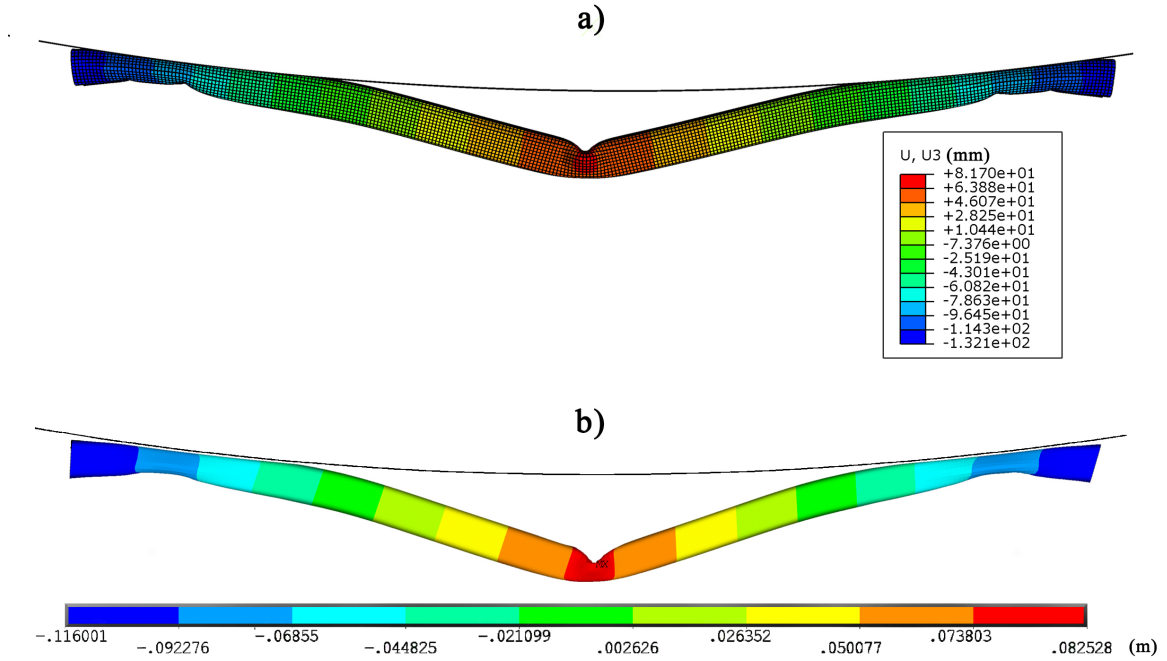 a)
U, U3 (mm)
+8.170e+01
+6.388e+01
+4.607e+01
+2.825e+01
+1.044e+01
-7.376e+00
-2.519e+01
-4.301e+01
-6.082e+01
-7.863e+01
-9.645e+01
-1.143e+02
-1.321e+02
b)
MX
-.116001 -.06855 -.021099 .026352 .073803 .082528 (m)
-.092276 -.044825 .002626 .050077